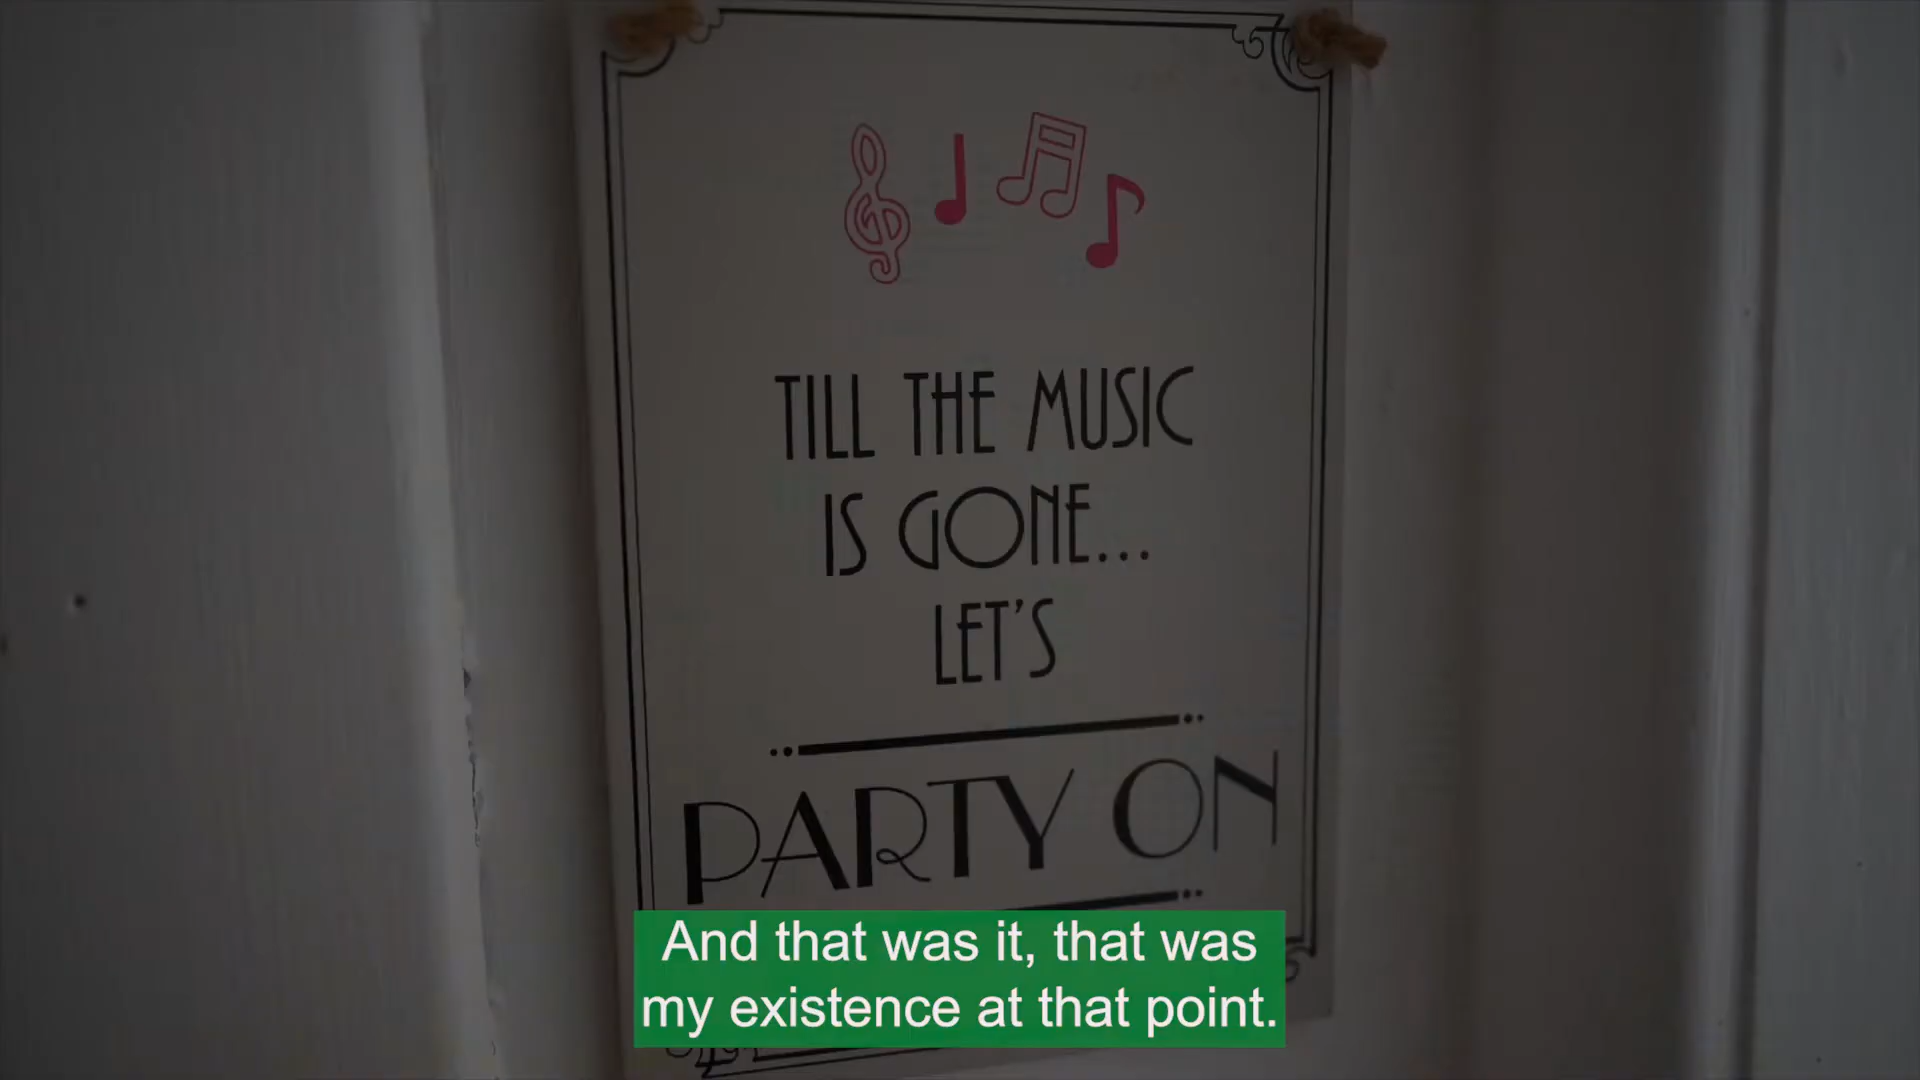 TILL THE MUSIC
IS GONE...
LET'S
PARTY ON
And that was it, that was
my existence at that point.